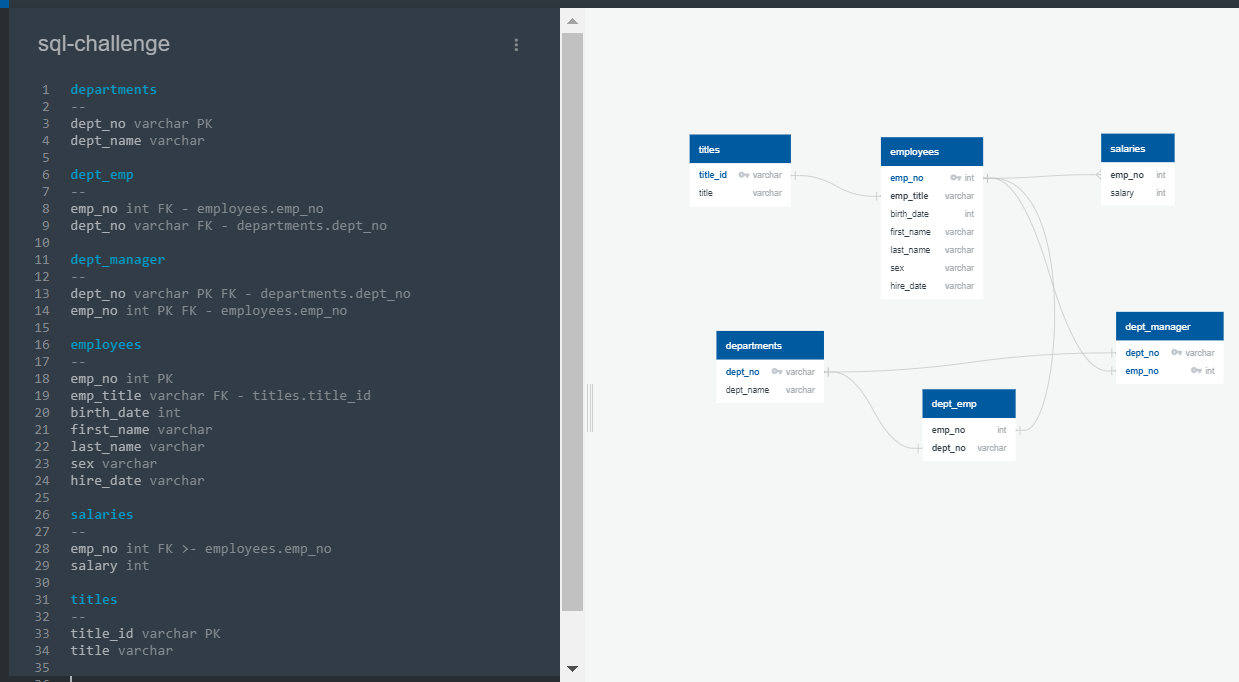 sql-challenge
1 departments
2 --
3 dept_no varchar PK
4 dept_name varchar
5
6 dept_emp
7 --
8 emp_no int FK - employees.emp_no
9 dept_no varchar FK - departments.dept_no
10
11 dept_manager
12 --
13 dept_no varchar PK FK - departments.dept_no
14 emp_no int PK FK - employees.emp_no
15
16 employees
17 --
18 emp_no int PK
19 emp_title varchar FK - titles.title_id
20 birth_date int
21 first_name varchar
22 last_name varchar
23 sex varchar
24 hire_date varchar
25
26 salaries
27 --
28 emp_no int FK >- employees.emp_no
29 salary int
30
31 titles
32 --
33 title_id varchar PK
34 title varchar
35
titles
title_id varchar
title varchar
employees
emp_no int
emp_title varchar
birth_date int
first_name varchar
last_name varchar
sex varchar
hire_date varchar
salaries
emp_no int
salary int
departments
dept_no varchar
dept_name varchar
dept_emp
emp_no int
dept_no varchar
dept_manager
dept_no varchar
emp_no int